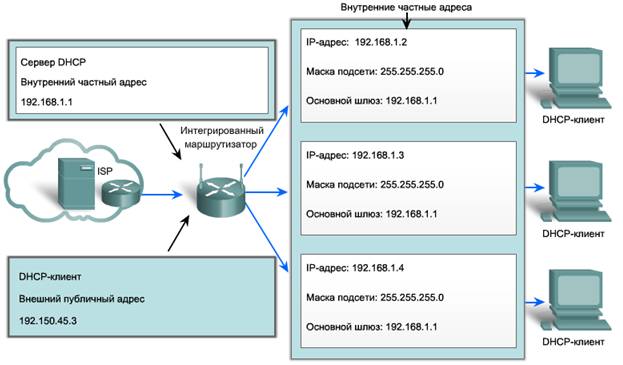 Внутренние частные адреса
Сервер DHCP
Внутренний частный адрес
192.168.1.1
Интегрированный
маршрутизатор
ISP
DHCP-клиент
Внешний публичный адрес
192.150.45.3
IP-адрес: 192.168.1.2
Маска подсети: 255.255.255.0
Основной шлюз: 192.168.1.1
DHCP-клиент
IP-адрес: 192.168.1.3
Маска подсети: 255.255.255.0
Основной шлюз: 192.168.1.1
DHCP-клиент
IP-адрес: 192.168.1.4
Маска подсети: 255.255.255.0
Основной шлюз: 192.168.1.1
DHCP-клиент